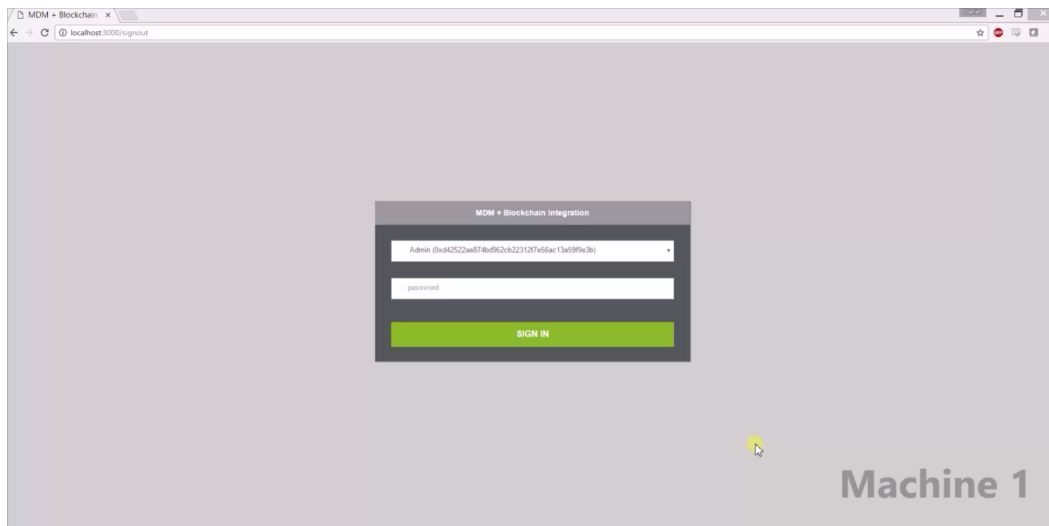 MDM + Blockchain
localhost:3000/signout
MDM + Blockchain Integration
Admin (0xd42522ae874bd962cb22312f7e56ac13a59f9e3b)
password
SIGN IN
Machine 1